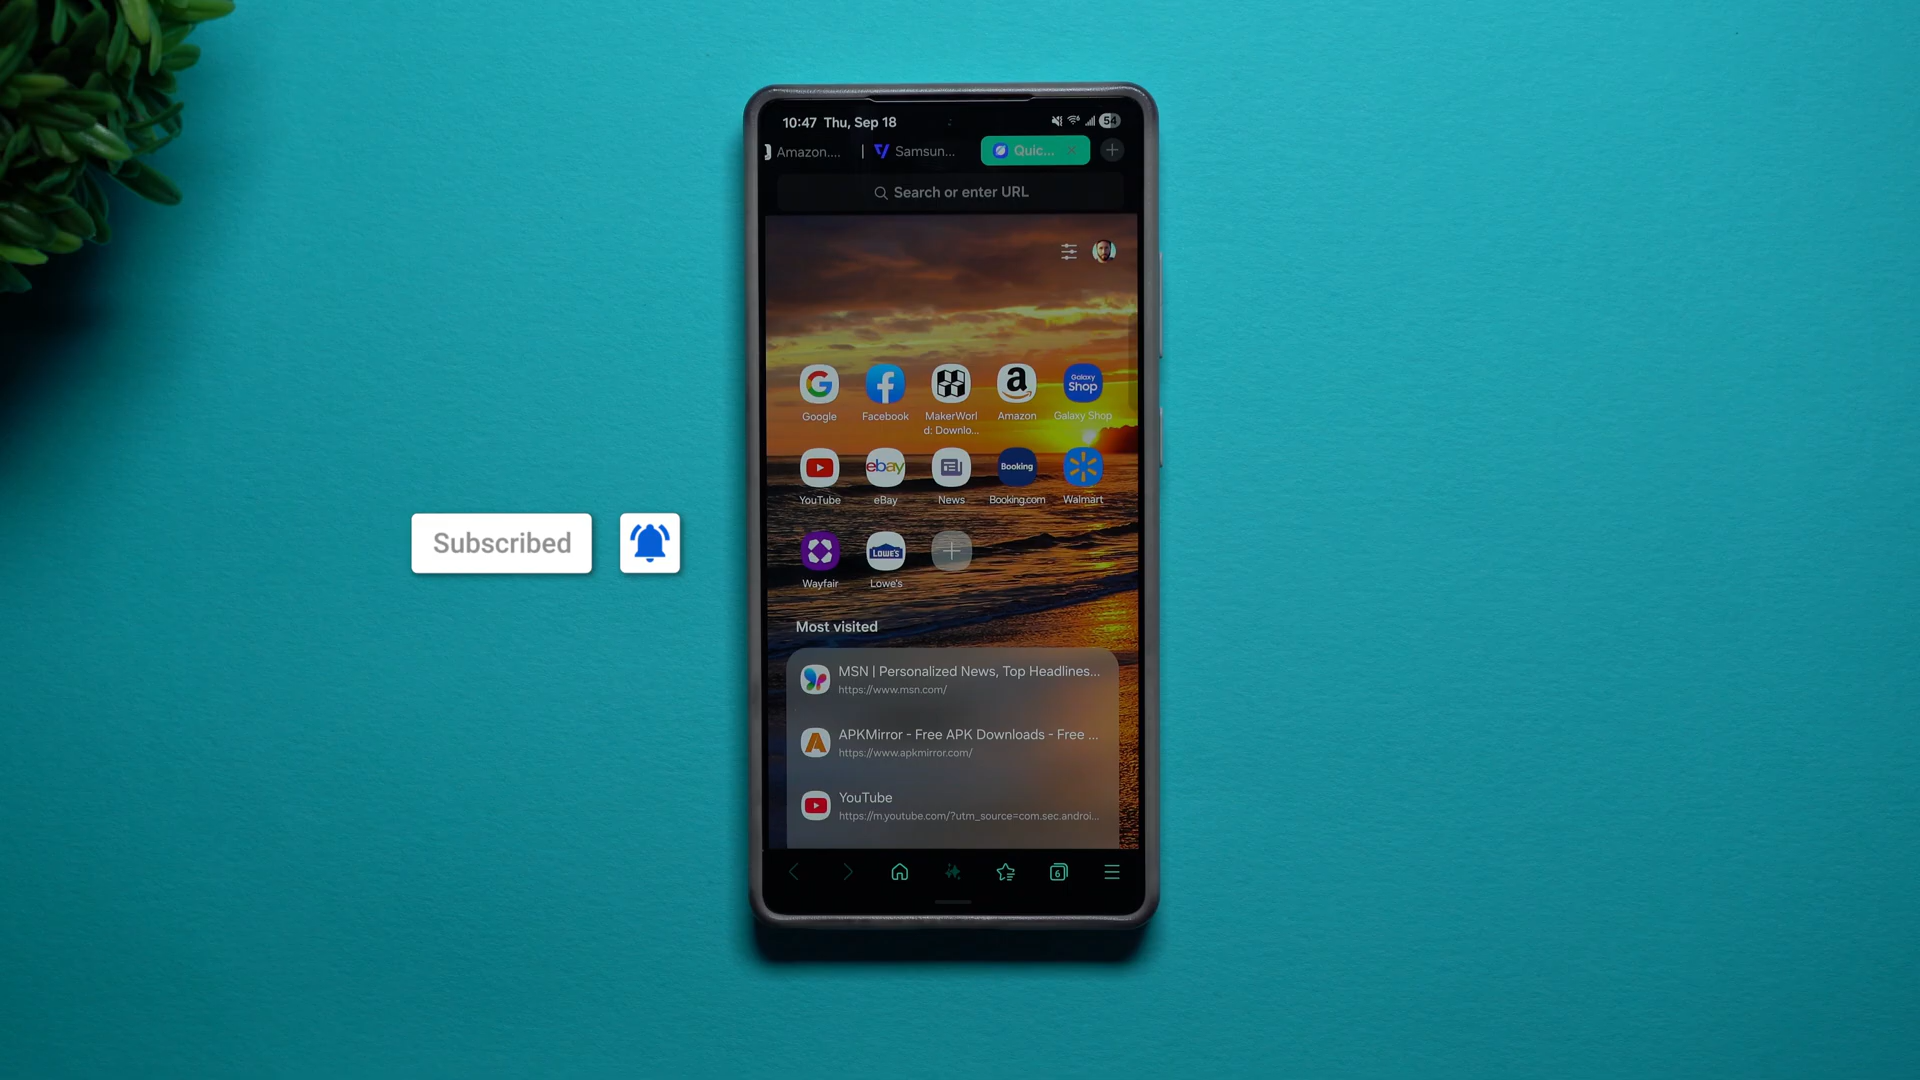 10:47 Thu, Sep 18
54
Amazon....
Samsun...
Quic...
Search or enter URL
Google
Facebook
MakerWorl
d: Downlo...
a
Amazon
Galaxy
Shop
Galaxy Shop
YouTube
ebay
eBay
News
Booking
Booking.com
Walmart
Wayfair
LOWE'S
Lowe's
Subscribed
Most visited
MSN | Personalized News, Top Headlines...
https://www.msn.com/
APKMirror - Free APK Downloads - Free ...
https://www.apkmirror.com/
YouTube
https://m.youtube.com/?utm_source=com.sec.androi...
6